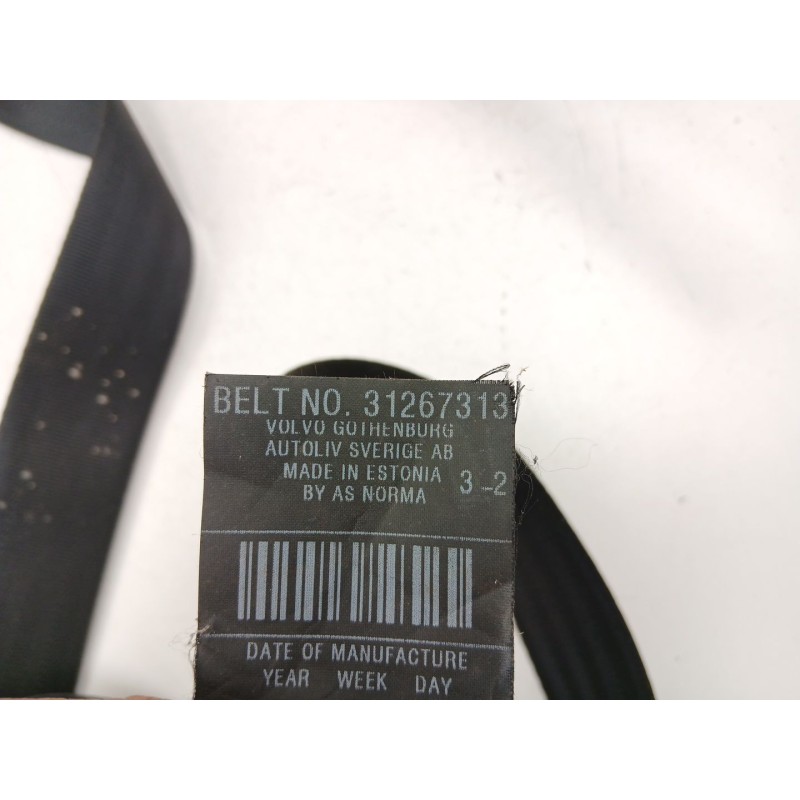 BELT NO. 31267313
VOLVO GOTHENBURG
AUTOLIV SVERIGE AB
MADE IN ESTONIA 3-2
BY AS NORMA
DATE OF MANUFACTURE
YEAR WEEK DAY